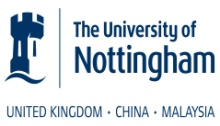 The University of
Nottingham
UNITED KINGDOM · CHINA · MALAYSIA